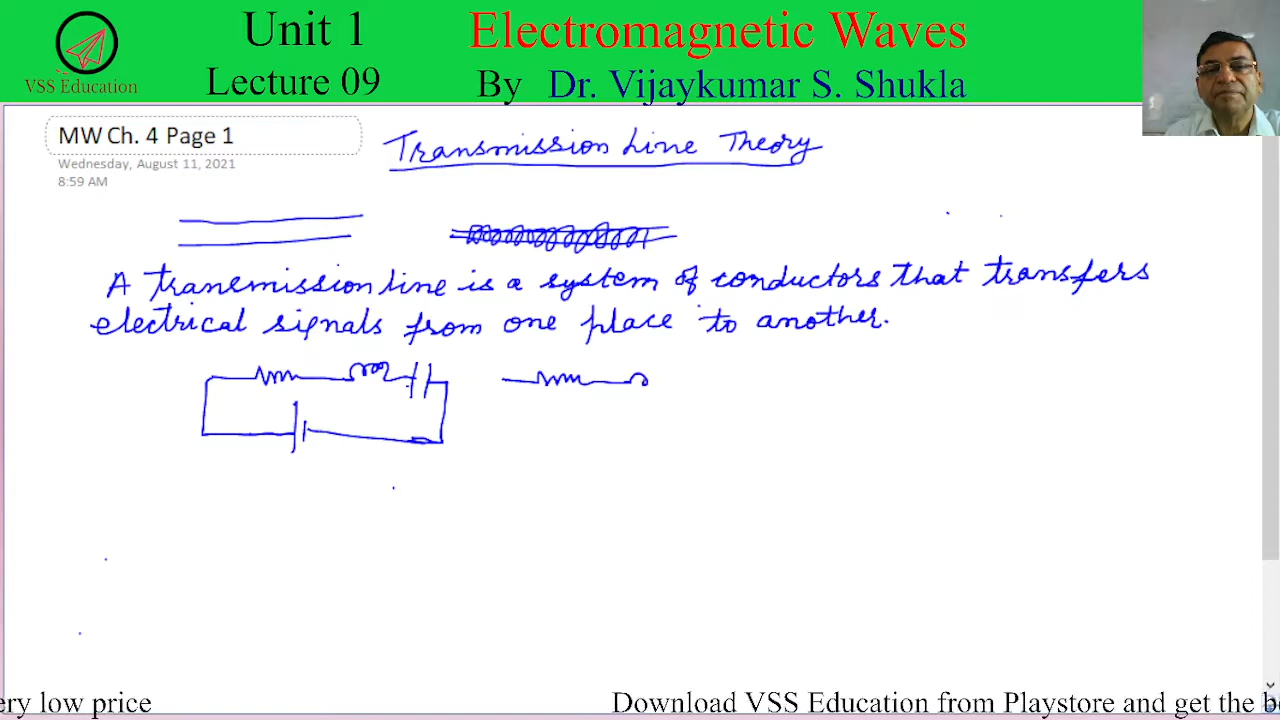 Unit 1
Electromagnetic Waves
VSS Education
Lecture 09
By Dr. Vijaykumar S. Shukla
MW Ch. 4 Page 1
Wednesday, August 11, 2021
8:59 AM
Transmission Line Theory
A transmission line is a system of conductors that transfers
electrical signals from one place to another.
ery low price
Download VSS Education from Playstore and get the b